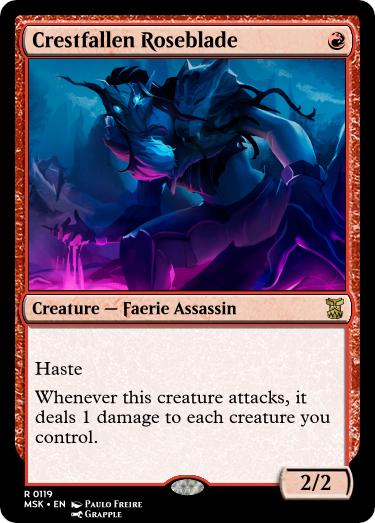 Crestfallen Roseblade
Creature — Faerie Assassin
Haste
Whenever this creature attacks, it
deals 1 damage to each creature you
control.
2/2
R 0119
MSK • EN Paulo Freire
Grapple